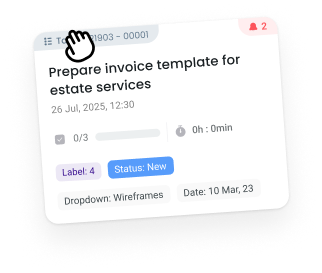 21903 - 00001
2
Prepare invoice template for
estate services
26 Jul, 2025, 12:30
0/3
0h : 0min
Label: 4
Status: New
Dropdown: Wireframes
Date: 10 Mar, 23